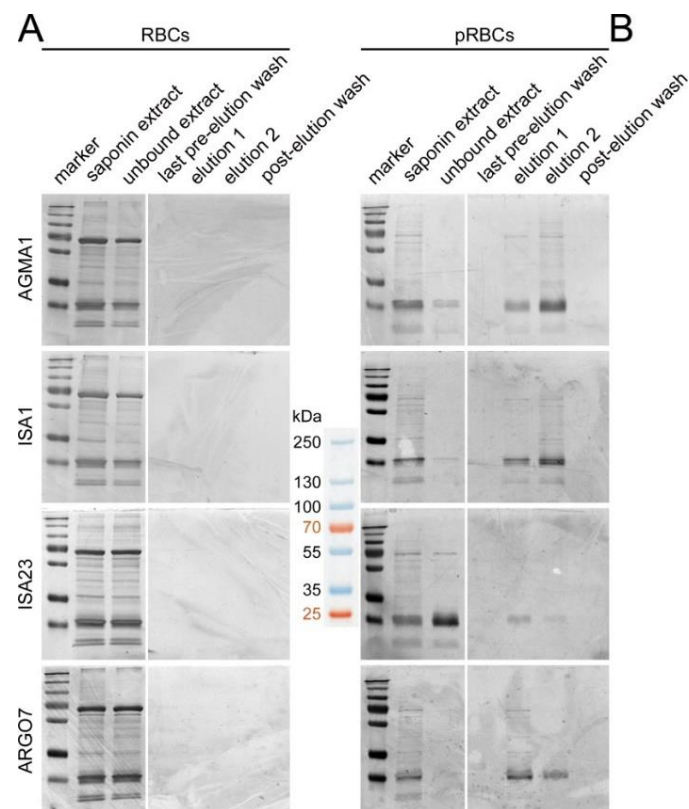 A
B
RBCs
pRBCs
marker
saponin extract
unbound extract
last pre-elution wash
elution 1
elution 2
post-elution wash
marker
saponin extract
unbound extract
last pre-elution wash
elution 1
elution 2
post-elution wash
AGMA1
ISA1
ISA23
ARGO7
kDa
250
130
100
70
55
35
25